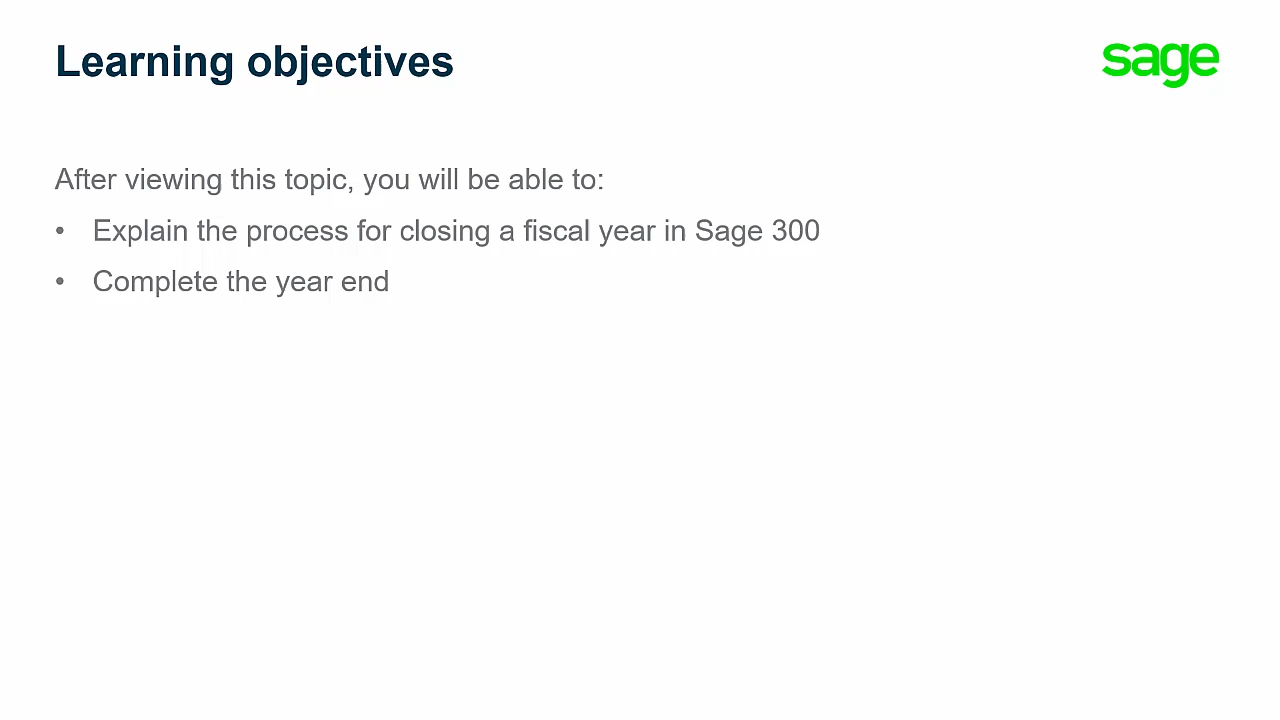 Learning objectives
sage
After viewing this topic, you will be able to:
• Explain the process for closing a fiscal year in Sage 300
• Complete the year end